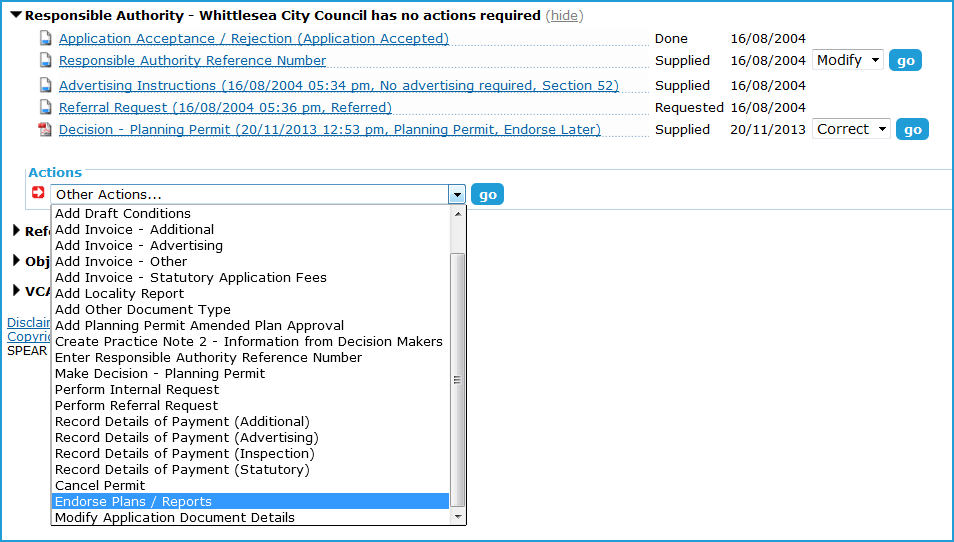 Responsible Authority - Whittlesea City Council has no actions required (hide)
Application Acceptance / Rejection (Application Accepted) Done 16/08/2004
Responsible Authority Reference Number Supplied 16/08/2004 Modify go
Advertising Instructions (16/08/2004 05:34 pm, No advertising required, Section 52) Supplied 16/08/2004
Referral Request (16/08/2004 05:36 pm, Referred) Requested 16/08/2004
Decision - Planning Permit (20/11/2013 12:53 pm, Planning Permit, Endorse Later) Supplied 20/11/2013 Correct go
Actions
Other Actions... go
Add Draft Conditions
Add Invoice - Additional
Add Invoice - Advertising
Add Invoice - Other
Add Invoice - Statutory Application Fees
Add Locality Report
Add Other Document Type
Add Planning Permit Amended Plan Approval
Create Practice Note 2 - Information from Decision Makers
Enter Responsible Authority Reference Number
Make Decision - Planning Permit
Perform Internal Request
Perform Referral Request
Record Details of Payment (Additional)
Record Details of Payment (Advertising)
Record Details of Payment (Inspection)
Record Details of Payment (Statutory)
Cancel Permit
Endorse Plans / Reports
Modify Application Document Details
Refe
Obj
VCA
Disclai
Copyri
SPEAR